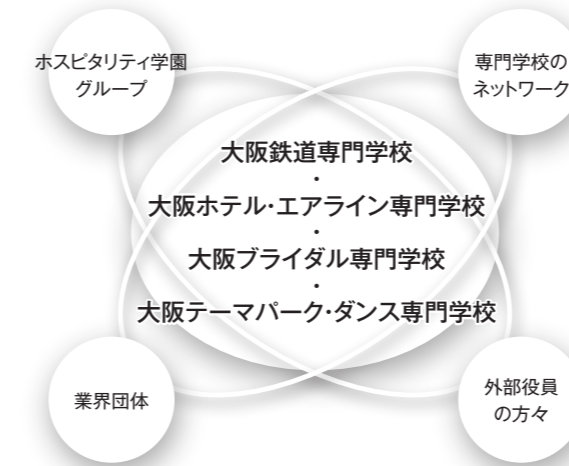 ホスピタリティ学園
グループ
専門学校の
ネットワーク
大阪鉄道専門学校
・
大阪ホテル・エアライン専門学校
・
大阪ブライダル専門学校
・
大阪テーマパーク・ダンス専門学校
業界団体
外部役員
の方々